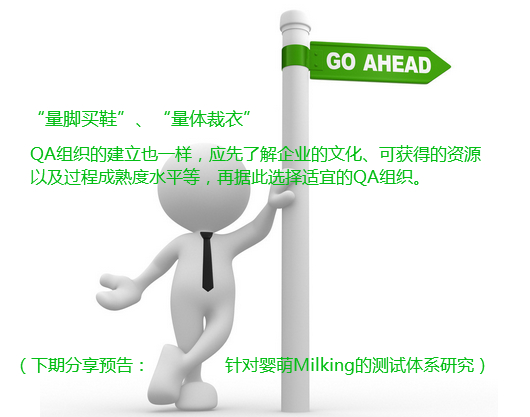 GO AHEAD
“量脚买鞋”、“量体裁衣”
QA组织的建立也一样，应先了解企业的文化、可获得的资源
以及过程成熟度水平等，再据此选择适宜的QA组织。
（下期分享预告： 针对婴萌Milking的测试体系研究）